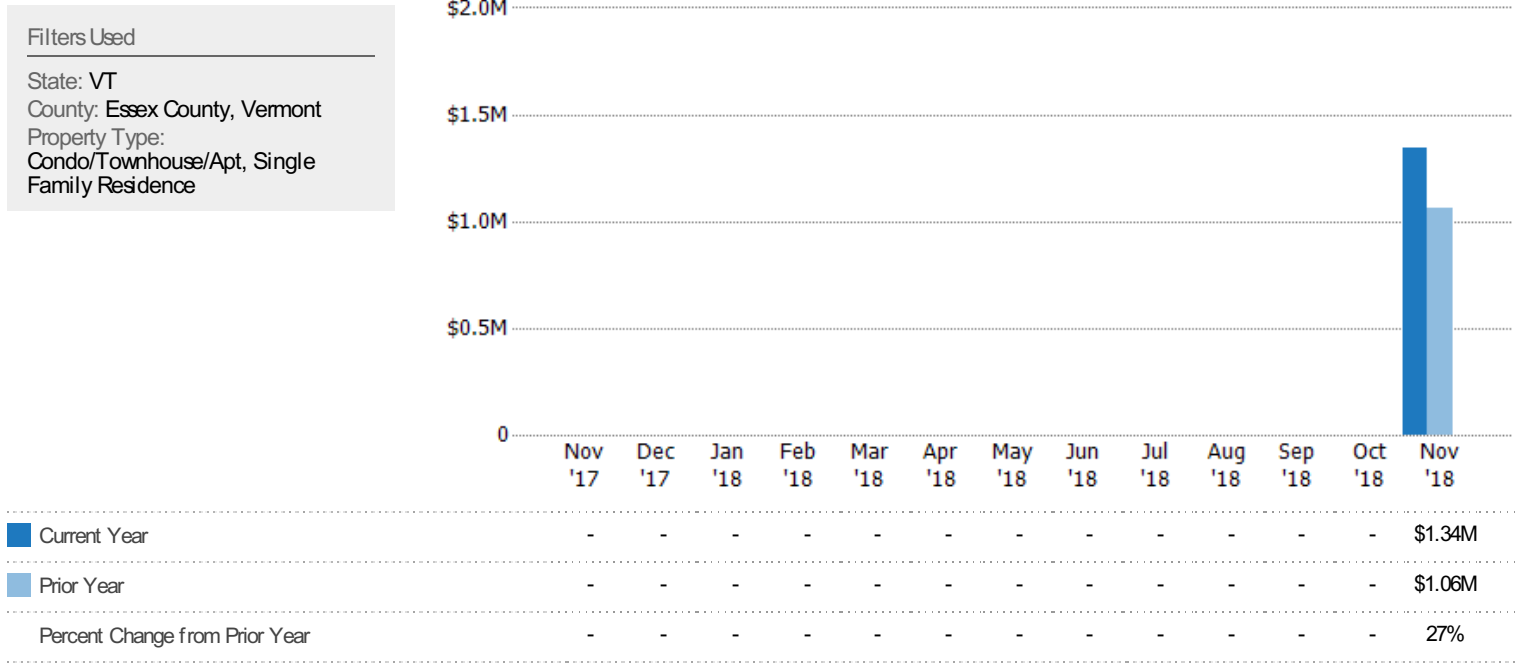 Filters Used
State: VT
County: Essex County, Vermont
Property Type:
Condo/Townhouse/Apt, Single
Family Residence
$2.0M
$1.5M
$1.0M
$0.5M
0
Nov Dec Jan Feb Mar Apr May Jun Jul Aug Sep Oct Nov
'17 '17 '18 '18 '18 '18 '18 '18 '18 '18 '18 '18 '18
Current Year - - - - - - - - - - - - $1.34M
Prior Year - - - - - - - - - - - - $1.06M
Percent Change from Prior Year - - - - - - - - - - - - 27%